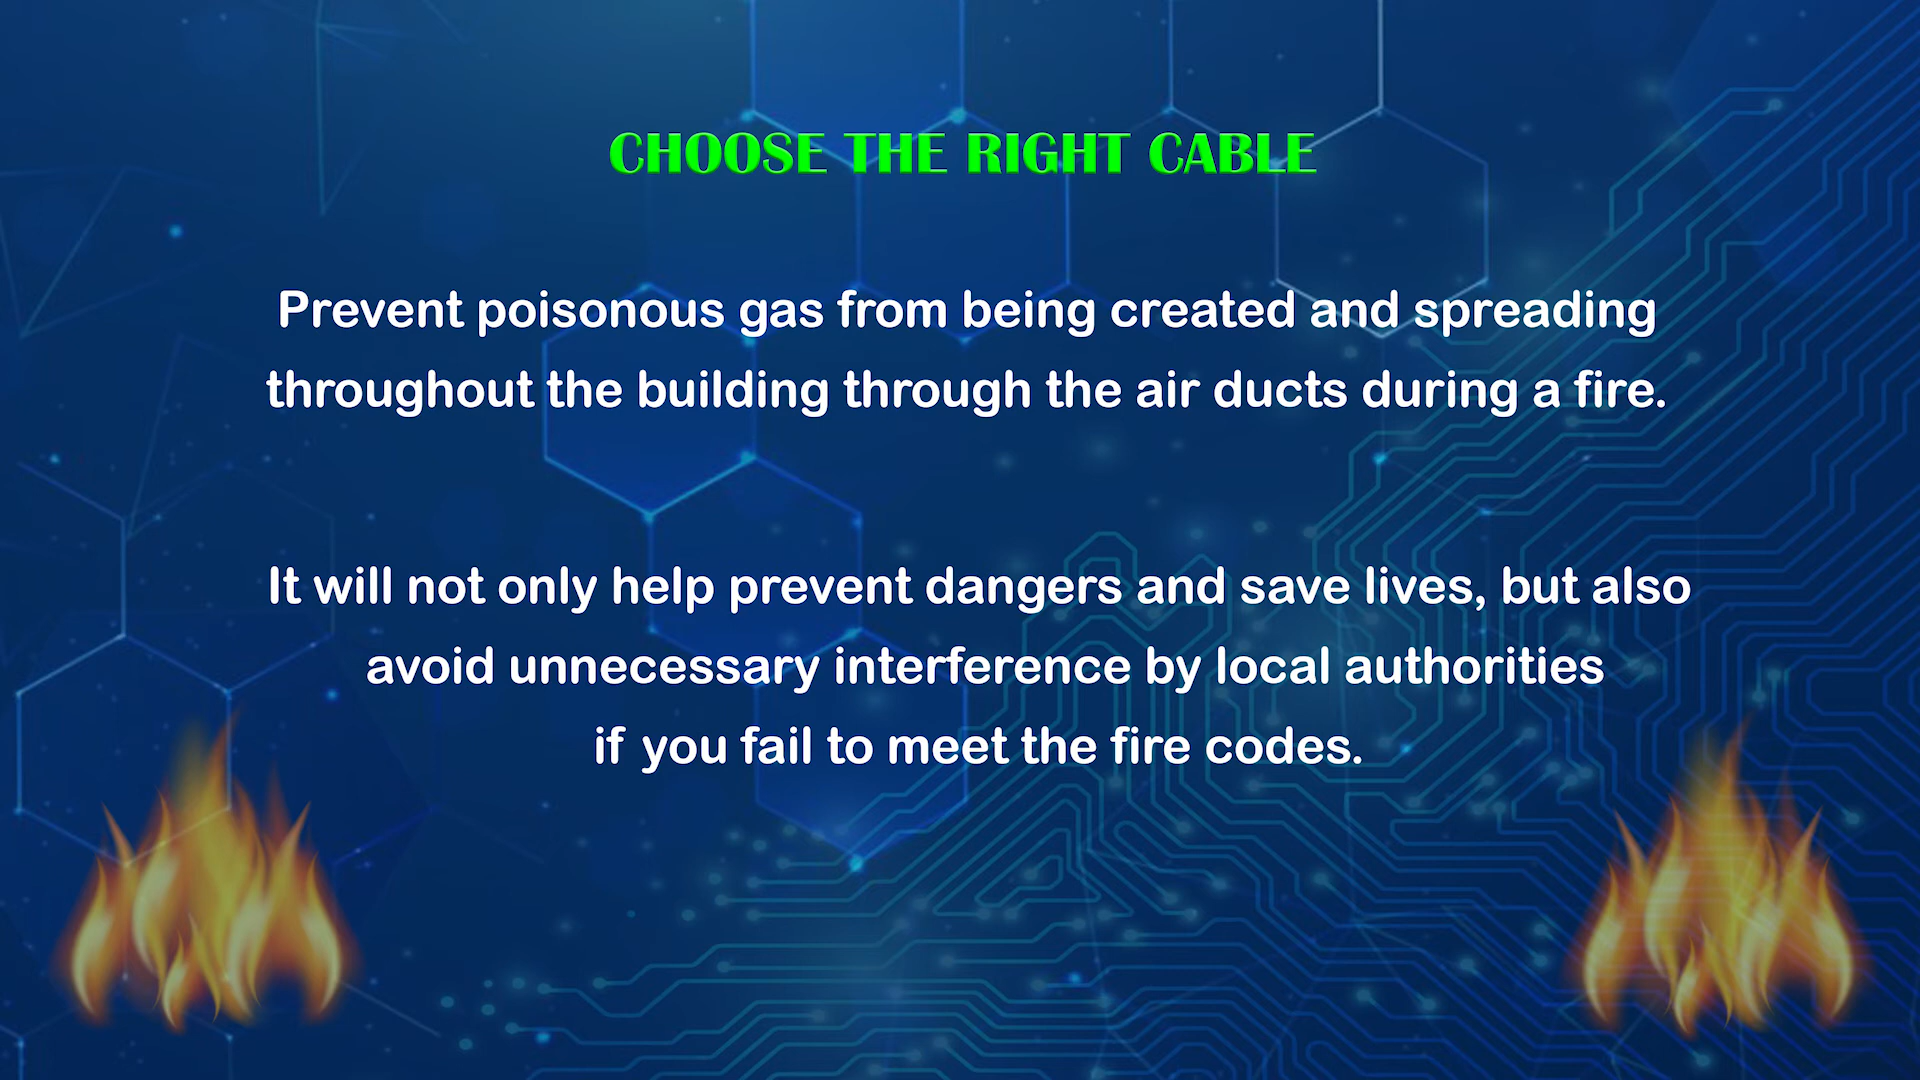 CHOOSE THE RIGHT CABLE
Prevent poisonous gas from being created and spreading
throughout the building through the air ducts during a fire.
It will not only help prevent dangers and save lives, but also
avoid unnecessary interference by local authorities
if you fail to meet the fire codes.